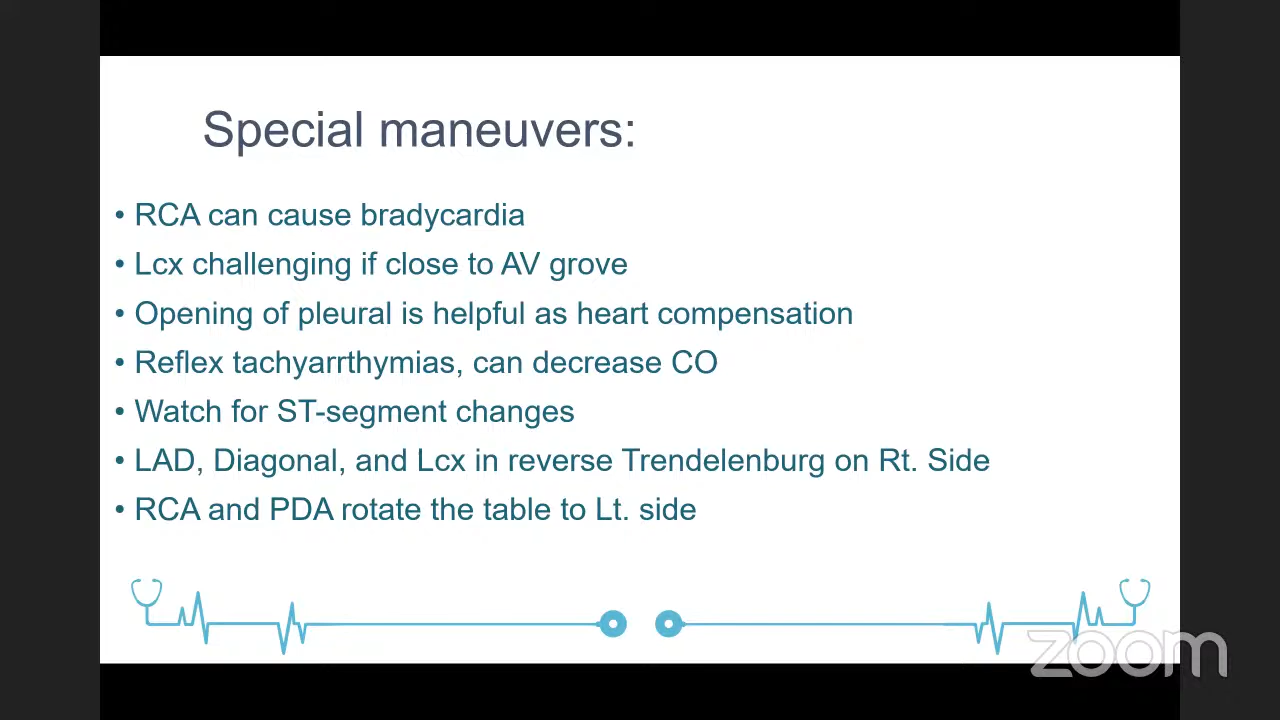 Special maneuvers:
• RCA can cause bradycardia
• Lcx challenging if close to AV grove
• Opening of pleural is helpful as heart compensation
• Reflex tachyarrthymias, can decrease CO
• Watch for ST-segment changes
• LAD, Diagonal, and Lcx in reverse Trendelenburg on Rt. Side
• RCA and PDA rotate the table to Lt. side
zoom